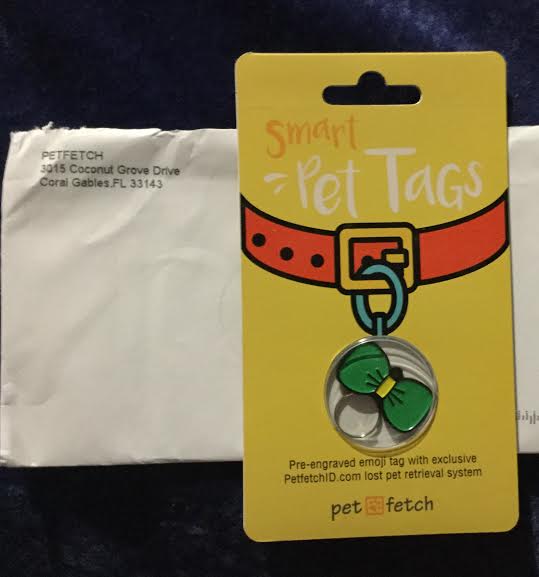 PETFETCH
3015 Coconut Grove Drive
Coral Gables,FL 33143
Smart
Pet Tags
Pre-engraved emoji tag with exclusive
PetfetchID.com lost pet retrieval system
pet fetch